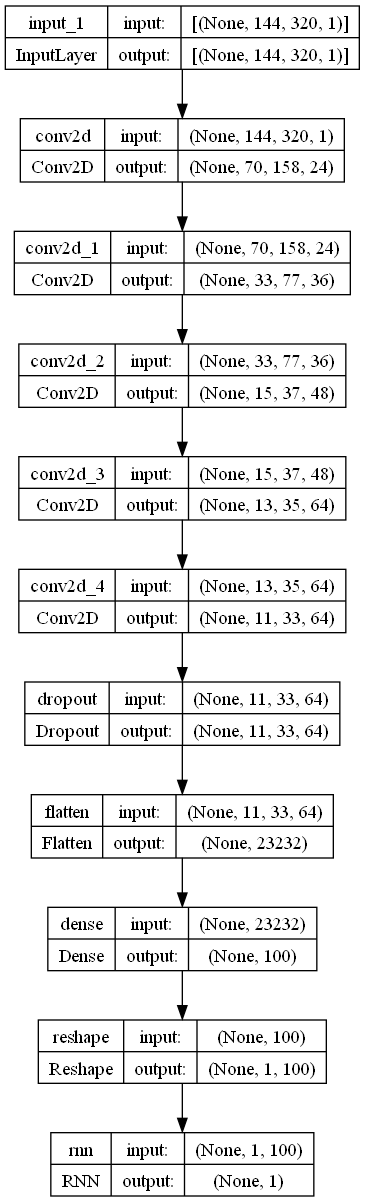 input_1 input: [(None, 144, 320, 1)]
InputLayer output: [(None, 144, 320, 1)]
conv2d input: (None, 144, 320, 1)
Conv2D output: (None, 70, 158, 24)
conv2d_1 input: (None, 70, 158, 24)
Conv2D output: (None, 33, 77, 36)
conv2d_2 input: (None, 33, 77, 36)
Conv2D output: (None, 15, 37, 48)
conv2d_3 input: (None, 15, 37, 48)
Conv2D output: (None, 13, 35, 64)
conv2d_4 input: (None, 13, 35, 64)
Conv2D output: (None, 11, 33, 64)
dropout input: (None, 11, 33, 64)
Dropout output: (None, 11, 33, 64)
flatten input: (None, 11, 33, 64)
Flatten output: (None, 23232)
dense input: (None, 23232)
Dense output: (None, 100)
reshape input: (None, 100)
Reshape output: (None, 1, 100)
rnn input: (None, 1, 100)
RNN output: (None, 1)